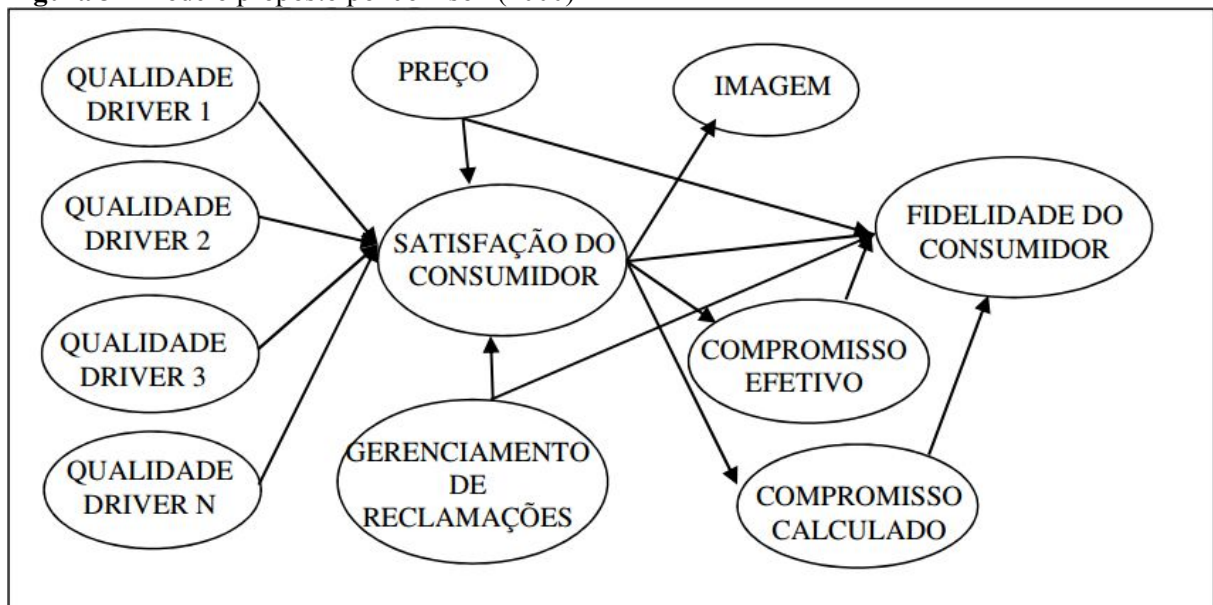 QUALIDADE
DRIVER 1
PREÇO
IMAGEM
QUALIDADE
DRIVER 2
SATISFAÇÃO DO
CONSUMIDOR
FIDELIDADE DO
CONSUMIDOR
QUALIDADE
DRIVER 3
COMPROMISSO
EFETIVO
GERENCIAMENTO
DE
RECLAMAÇÕES
QUALIDADE
DRIVER N
COMPROMISSO
CALCULADO